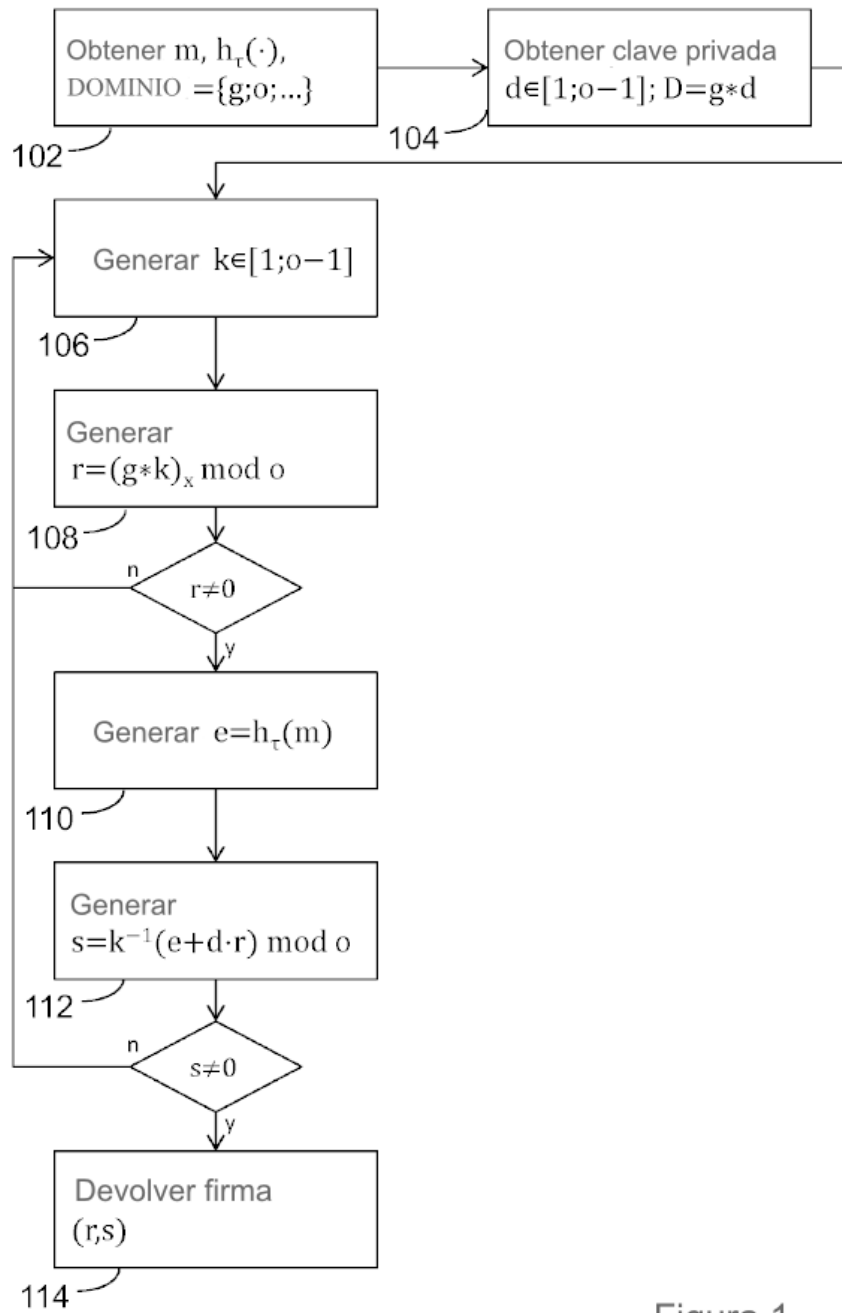 Obtener m, hτ(·),
DOMINIO ={g;o;...}
102
Obtener clave privada
d∈[1;o−1]; D=g*d
104
Generar k∈[1;o−1]
106
Generar
r=(g*k)ₓ mod o
108
n
r≠0
y
Generar e=hτ(m)
110
Generar
s=k⁻¹(e+d·r) mod o
112
n
s≠0
y
Devolver firma
(r,s)
114
Figura 1